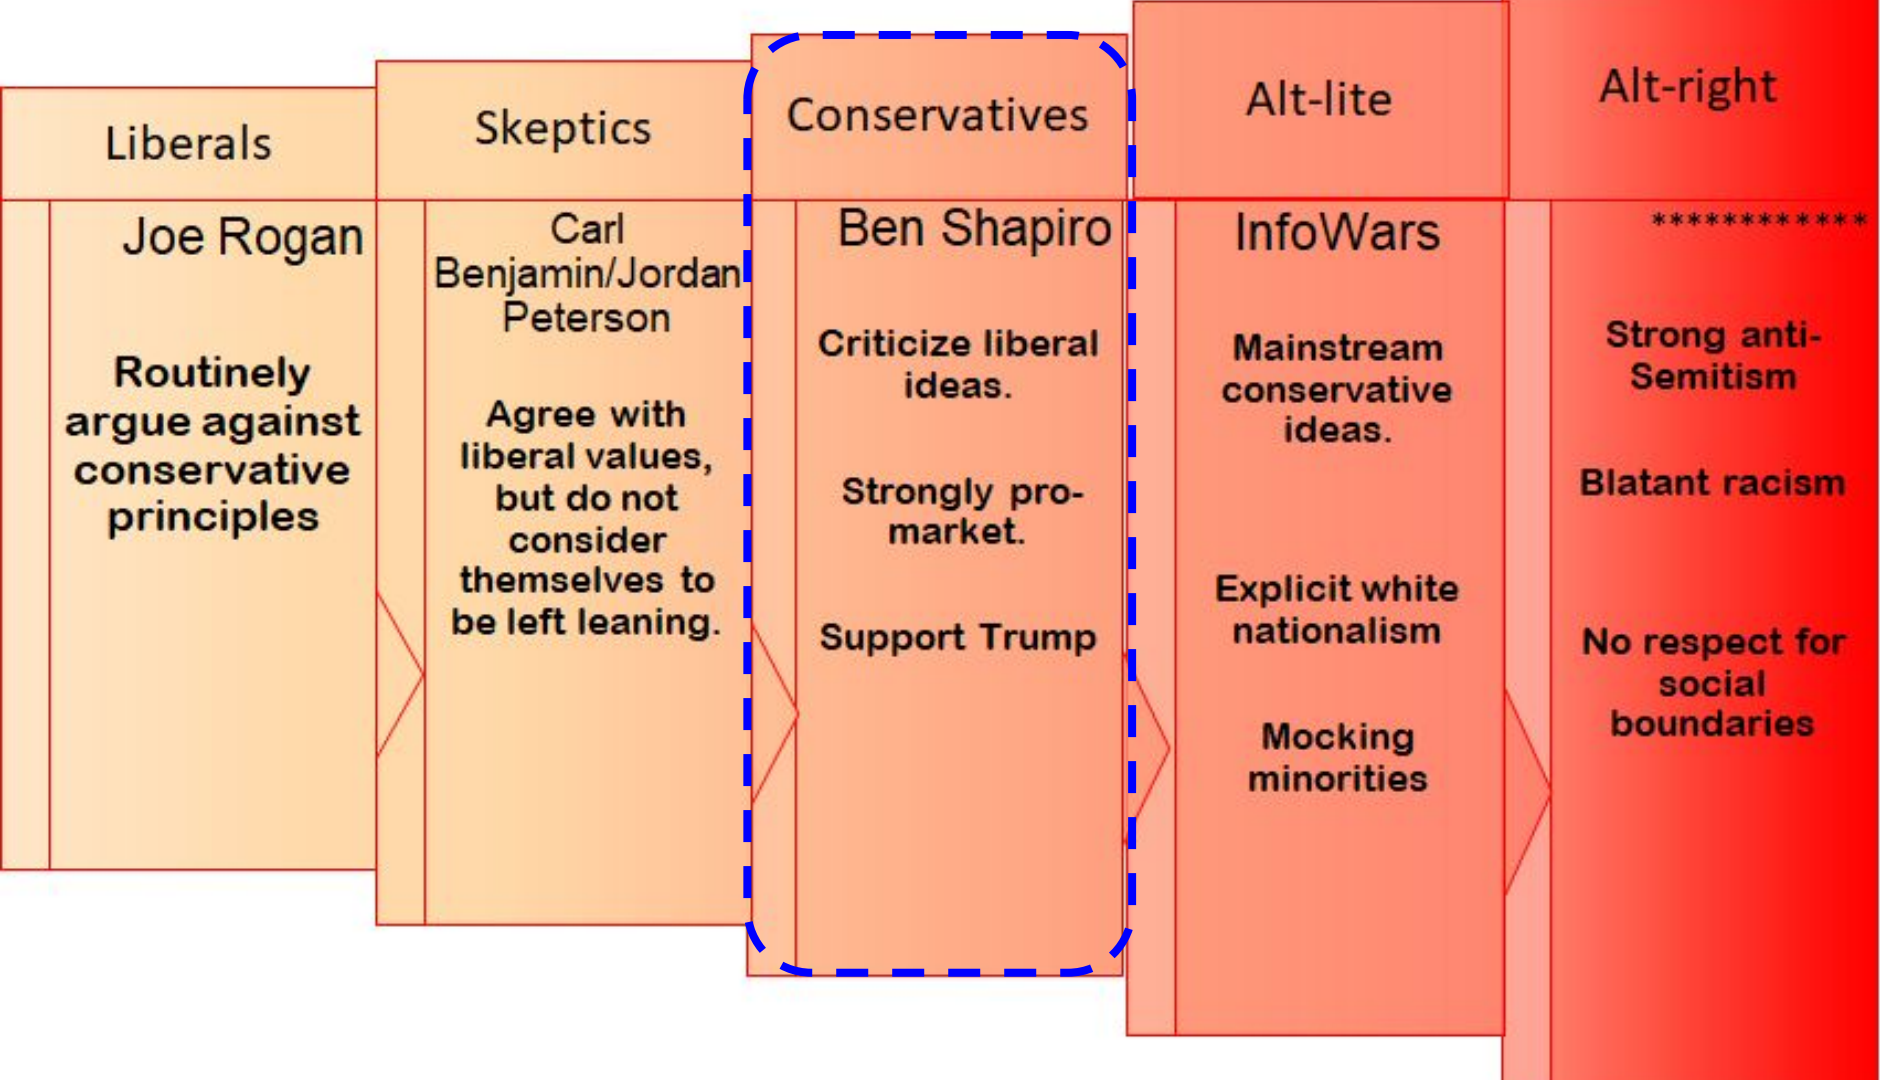 Liberals
Joe Rogan
Routinely
argue against
conservative
principles
Skeptics
Carl
Benjamin/Jordan
Peterson
Agree with
liberal values,
but do not
consider
themselves to
be left leaning.
Conservatives
Ben Shapiro
Criticize liberal
ideas.
Strongly pro-
market.
Support Trump
Alt-lite
InfoWars
Mainstream
conservative
ideas.
Explicit white
nationalism
Mocking
minorities
Alt-right
************
Strong anti-
Semitism
Blatant racism
No respect for
social
boundaries